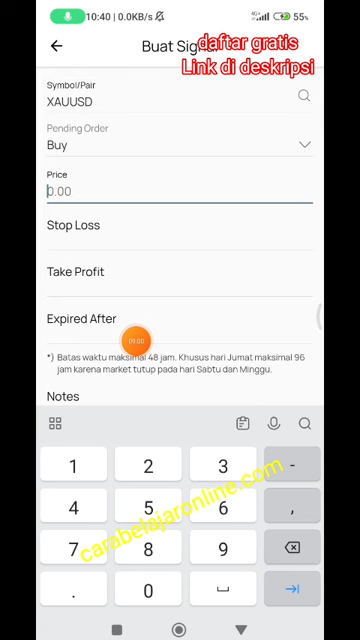 10:40 | 0.0KB/s
4G+
55%
Buat Signal
daftar gratis
Link di deskripsi
Symbol/Pair
XAUUSD
Pending Order
Buy
Price
0.00
Stop Loss
Take Profit
Expired After
09:00
*) Batas waktu maksimal 48 jam. Khusus hari Jumat maksimal 96
jam karena market tutup pada hari Sabtu dan Minggu.
Notes
1 2 3 -
4 5 6 ,
7 8 9
. 0
carabelajaronline.com